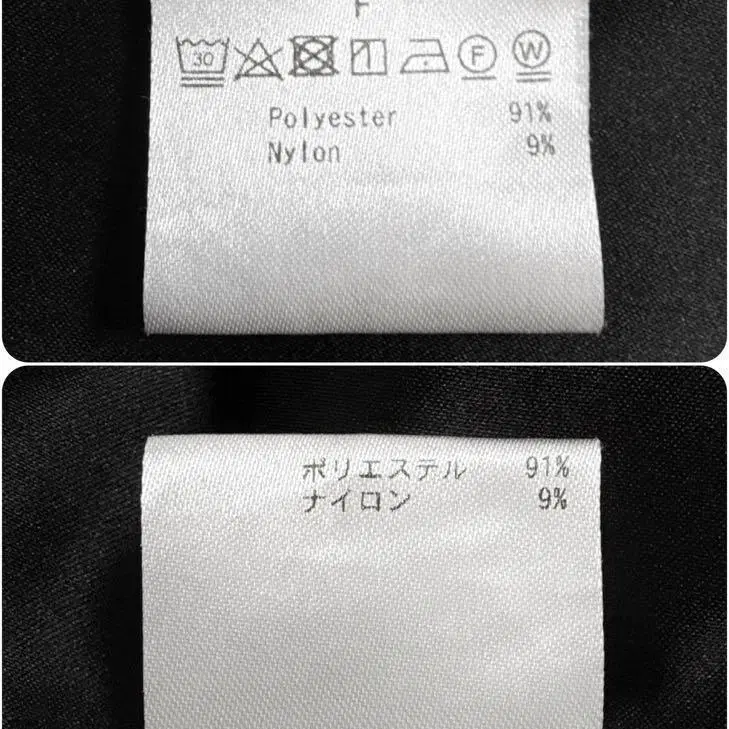 F
30 F W
Polyester 91%
Nylon 9%
ポリエステル 91%
ナイロン 9%